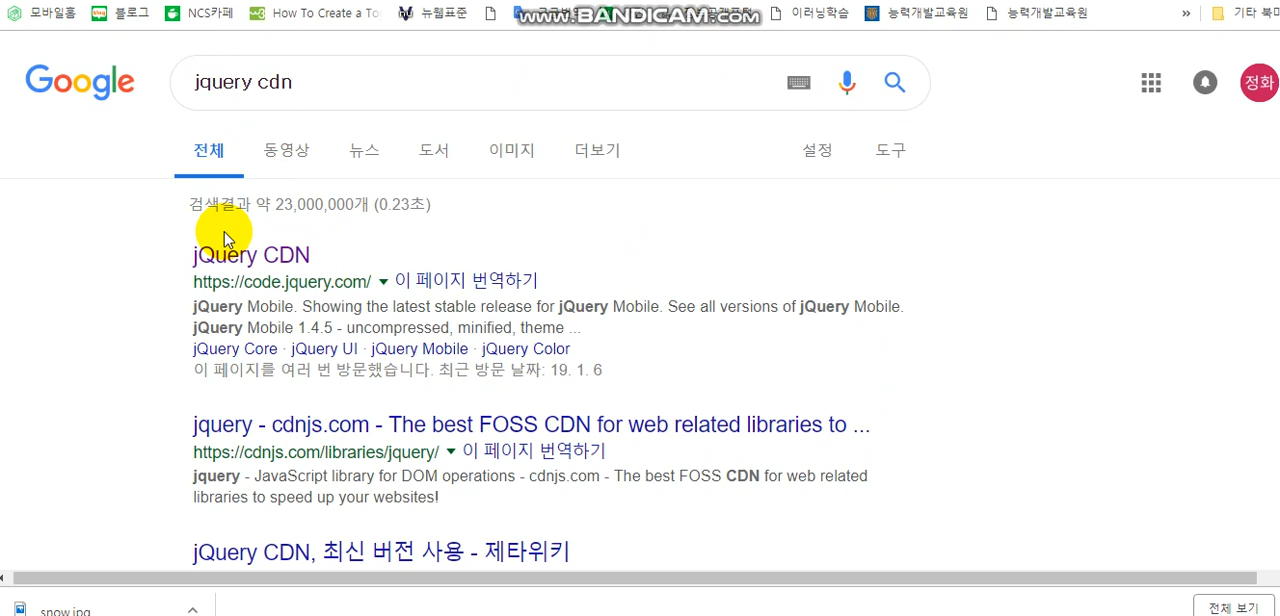 모바일홈 블로그 NCS카페 How To Create a To 뉴웹표준 이러닝학습 능력개발교육원 능력개발교육원 » 기타 북마
www.BANDICAM.com
Google jquery cdn 정화
전체 동영상 뉴스 도서 이미지 더보기 설정 도구
검색결과 약 23,000,000개 (0.23초)
jQuery CDN
https://code.jquery.com/ ▾ 이 페이지 번역하기
jQuery Mobile. Showing the latest stable release for jQuery Mobile. See all versions of jQuery Mobile.
jQuery Mobile 1.4.5 - uncompressed, minified, theme ...
jQuery Core · jQuery UI · jQuery Mobile · jQuery Color
이 페이지를 여러 번 방문했습니다. 최근 방문 날짜: 19. 1. 6
jquery - cdnjs.com - The best FOSS CDN for web related libraries to ...
https://cdnjs.com/libraries/jquery/ ▾ 이 페이지 번역하기
jquery - JavaScript library for DOM operations - cdnjs.com - The best FOSS CDN for web related
libraries to speed up your websites!
jQuery CDN, 최신 버전 사용 - 제타위키
snow.jpg 전체 보기